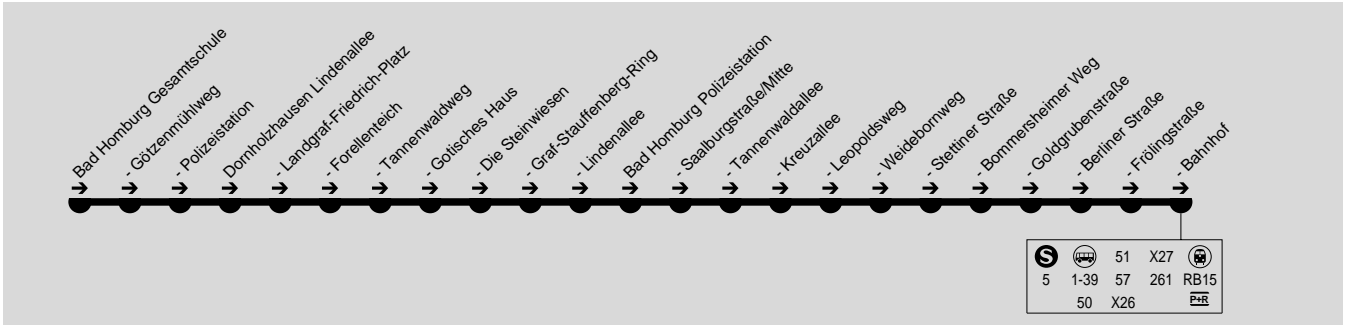 Bad Homburg Gesamtschule
- Götzenmühlweg
- Polizeistation
Dornholzhausen Lindenallee
- Landgraf-Friedrich-Platz
- Forellenteich
- Tannenwaldweg
- Gotisches Haus
- Die Steinwiesen
- Graf-Stauffenberg-Ring
- Lindenallee
Bad Homburg Polizeistation
- Saalburgstraße/Mitte
- Tannenwaldallee
- Kreuzallee
- Leopoldsweg
- Weidebornweg
- Stettiner Straße
- Bommersheimer Weg
- Goldgrubenstraße
- Berliner Straße
- Frölingstraße
- Bahnhof
S 51 X27
5 1-39 57 261 RB15
50 X26 P+R